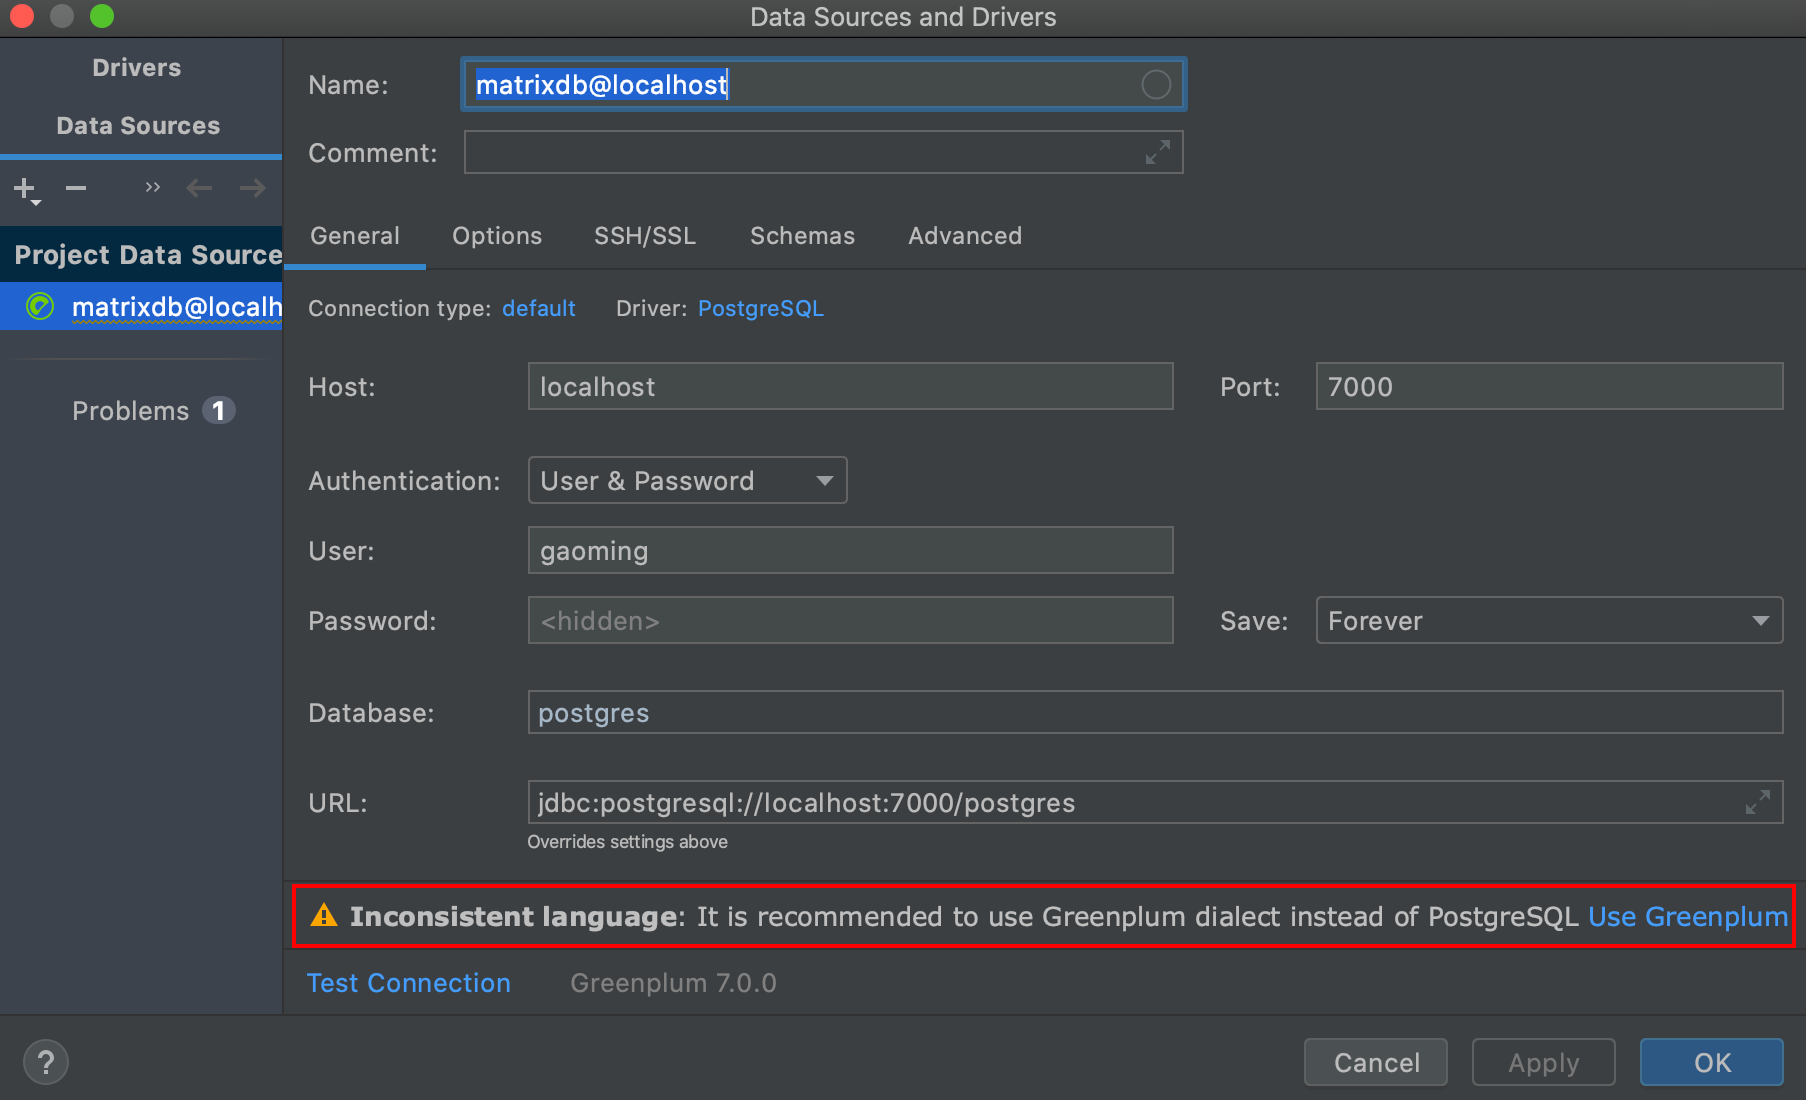 Data Sources and Drivers
Drivers
Data Sources
Project Data Source
matrixdb@localh
Problems 1
Name: matrixdb@localhost
Comment:
General Options SSH/SSL Schemas Advanced
Connection type: default Driver: PostgreSQL
Host: localhost Port: 7000
Authentication: User & Password
User: gaoming
Password: <hidden> Save: Forever
Database: postgres
URL: jdbc:postgresql://localhost:7000/postgres
Overrides settings above
Inconsistent language: It is recommended to use Greenplum dialect instead of PostgreSQL Use Greenplum
Test Connection Greenplum 7.0.0
? Cancel Apply OK